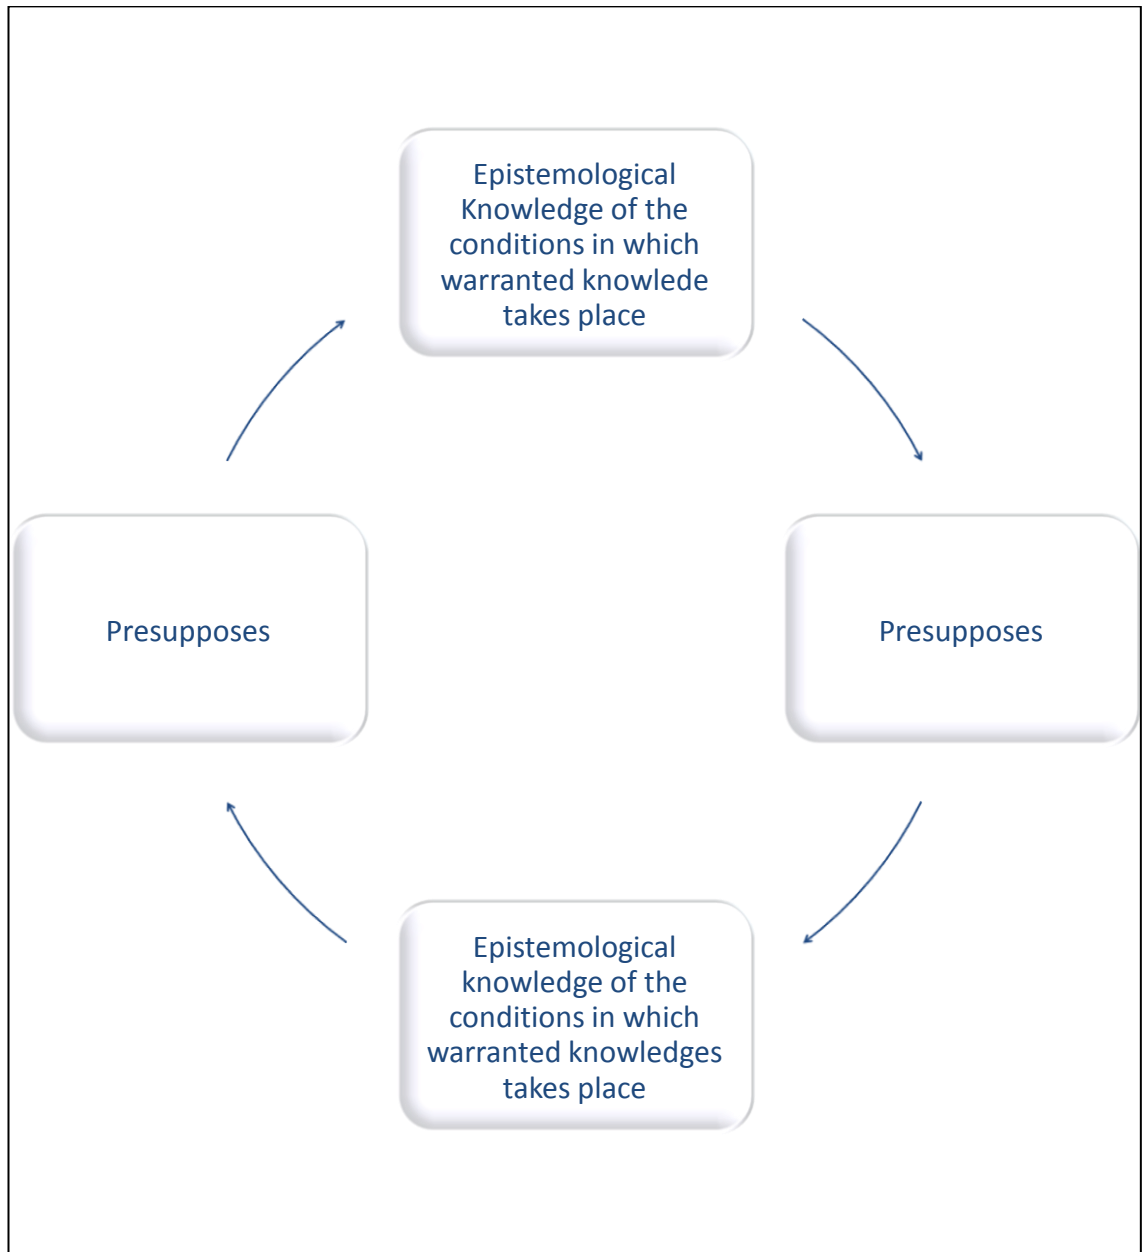 Epistemological
Knowledge of the
conditions in which
warranted knowlede
takes place
Presupposes
Presupposes
Epistemological
knowledge of the
conditions in which
warranted knowledges
takes place